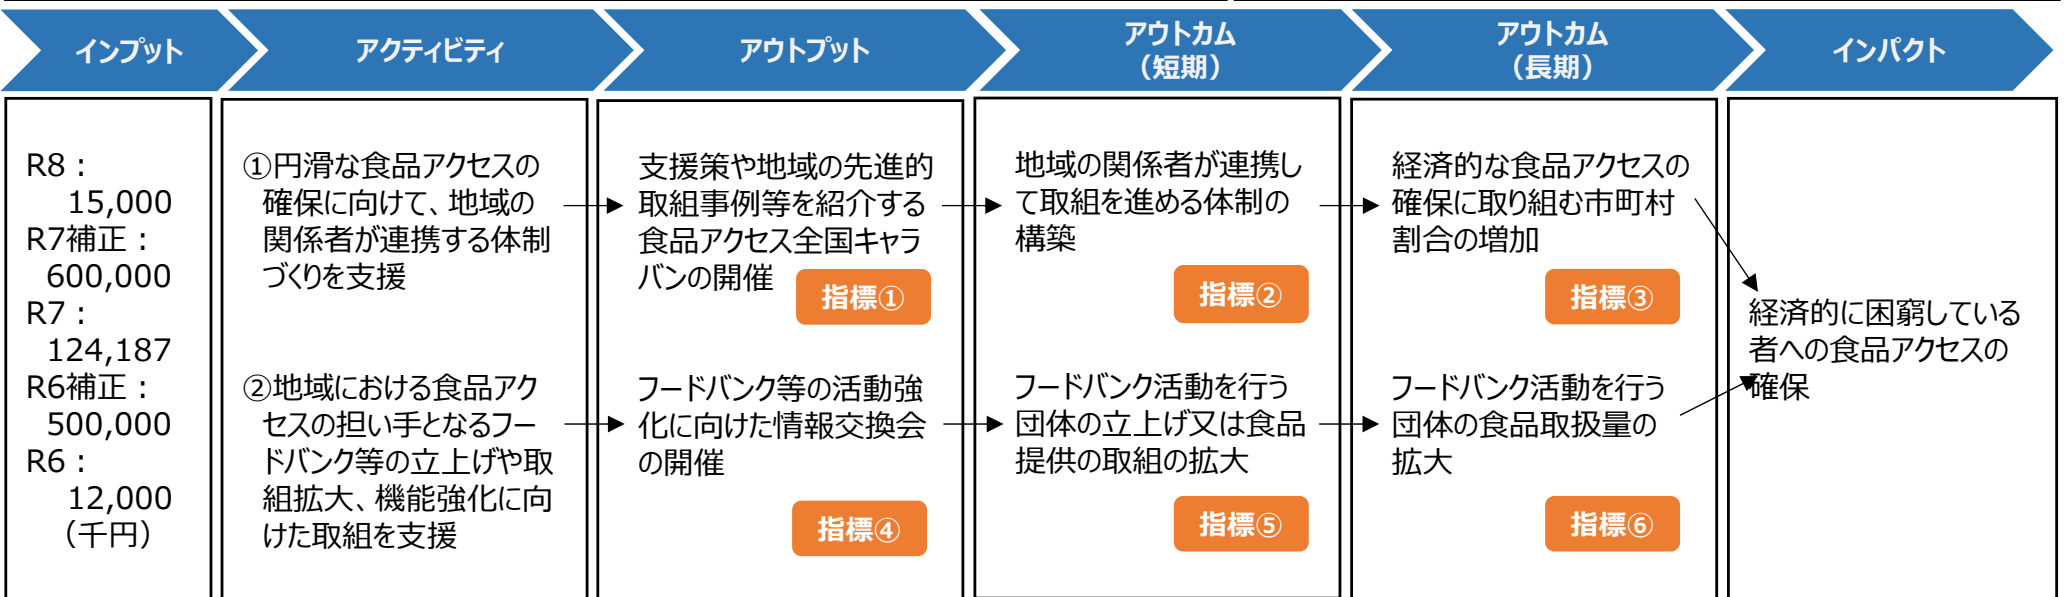 インプット
アクティビティ
アウトプット
アウトカム
（短期）
アウトカム
（長期）
インパクト
R8：
15,000
R7補正：
600,000
R7：
124,187
R6補正：
500,000
R6：
12,000
（千円）
①円滑な食品アクセスの
確保に向けて、地域の
関係者が連携する体制
づくりを支援
②地域における食品アク
セスの担い手となるフー
ドバンク等の立上げや取
組拡大、機能強化に向
けた取組を支援
支援策や地域の先進的
取組事例等を紹介する
食品アクセス全国キャラ
バンの開催
指標①
フードバンク等の活動強
化に向けた情報交換会
の開催
指標④
地域の関係者が連携し
て取組を進める体制の
構築
指標②
フードバンク活動を行う
団体の立上げ又は食品
提供の取組の拡大
指標⑤
経済的な食品アクセスの
確保に取り組む市町村
割合の増加
指標③
フードバンク活動を行う
団体の食品取扱量の
拡大
指標⑥
経済的に困窮している
者への食品アクセスの
確保